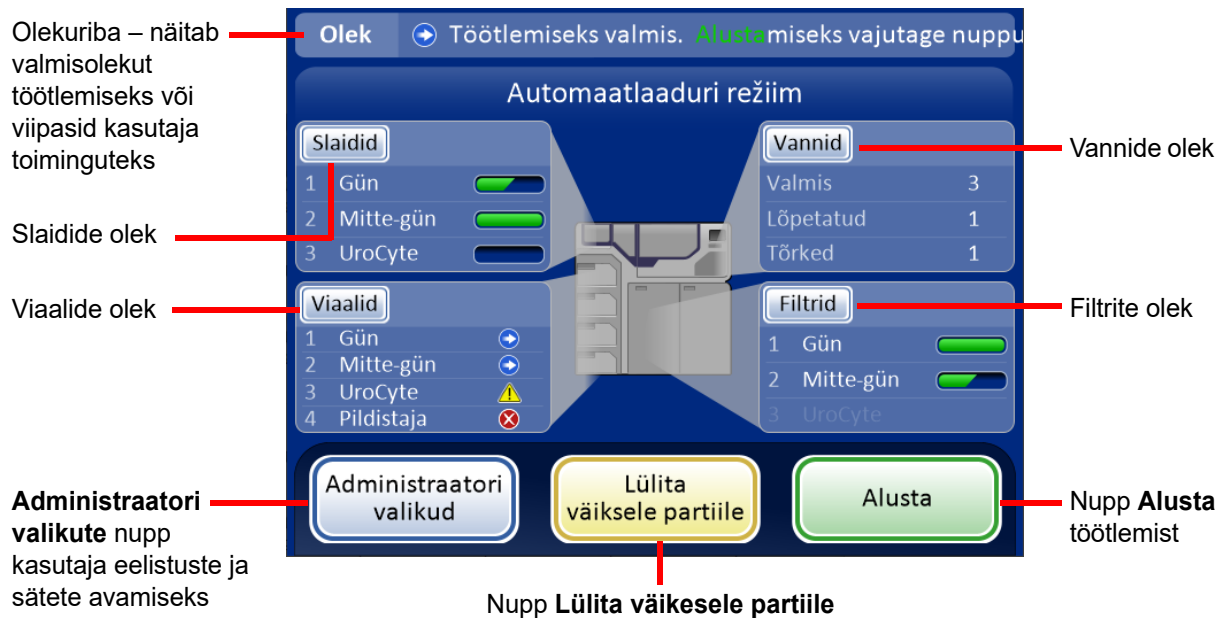 Olekuriba – näitab
valmisolekut
töötlemiseks või
viipasid kasutaja
toiminguteks
Slaidide olek
Viaalide olek
Administraatori
valikute nupp
kasutaja eelistuste ja
sätete avamiseks
Olek Töötlemiseks valmis. Alustamiseks vajutage nuppu
Automaatlaaduri režiim
Slaidid
1 Gün
2 Mitte-gün
3 UroCyte
Viaalid
1 Gün
2 Mitte-gün
3 UroCyte
4 Pildistaja
Vannid
Valmis 3
Lõpetatud 1
Tõrked 1
Filtrid
1 Gün
2 Mitte-gün
3 UroCyte
Administraatori
valikud
Lülita
väiksele partiile
Alusta
Vannide olek
Filtrite olek
Nupp Alusta
töötlemist
Nupp Lülita väikesele partiile